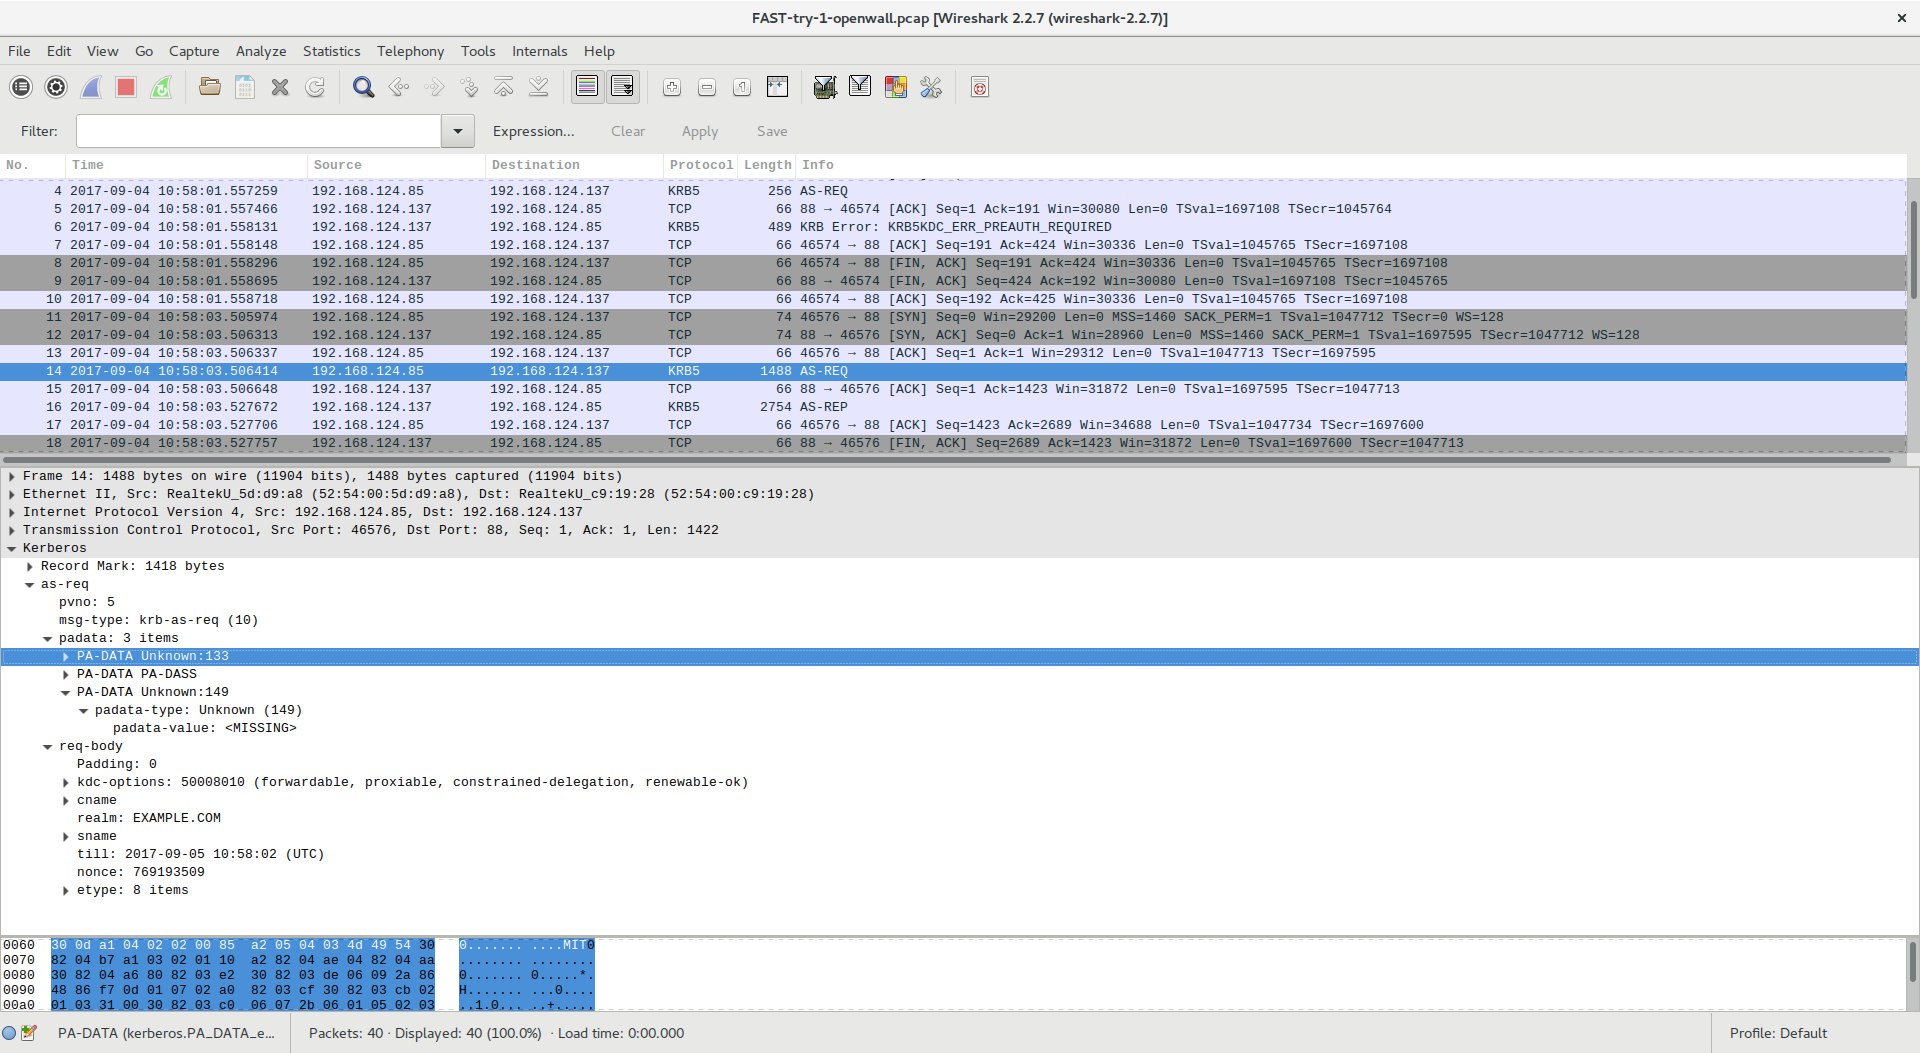 FAST-try-1-openwall.pcap [Wireshark 2.2.7 (wireshark-2.2.7)]
File Edit View Go Capture Analyze Statistics Telephony Tools Internals Help
Filter: Expression... Clear Apply Save
No. Time Source Destination Protocol Length Info
4 2017-09-04 10:58:01.557259 192.168.124.85 192.168.124.137 KRB5 256 AS-REQ
5 2017-09-04 10:58:01.557466 192.168.124.137 192.168.124.85 TCP 66 88 → 46574 [ACK] Seq=1 Ack=191 Win=30080 Len=0 TSval=1697108 TSecr=1045764
6 2017-09-04 10:58:01.558131 192.168.124.137 192.168.124.85 KRB5 489 KRB Error: KRB5KDC_ERR_PREAUTH_REQUIRED
7 2017-09-04 10:58:01.558148 192.168.124.85 192.168.124.137 TCP 66 46574 → 88 [ACK] Seq=191 Ack=424 Win=30336 Len=0 TSval=1045765 TSecr=1697108
8 2017-09-04 10:58:01.558296 192.168.124.85 192.168.124.137 TCP 66 46574 → 88 [FIN, ACK] Seq=191 Ack=424 Win=30336 Len=0 TSval=1045765 TSecr=1697108
9 2017-09-04 10:58:01.558695 192.168.124.137 192.168.124.85 TCP 66 88 → 46574 [FIN, ACK] Seq=424 Ack=192 Win=30080 Len=0 TSval=1697108 TSecr=1045765
10 2017-09-04 10:58:01.558718 192.168.124.85 192.168.124.137 TCP 66 46574 → 88 [ACK] Seq=192 Ack=425 Win=30336 Len=0 TSval=1045765 TSecr=1697108
11 2017-09-04 10:58:03.505974 192.168.124.85 192.168.124.137 TCP 74 46576 → 88 [SYN] Seq=0 Win=29200 Len=0 MSS=1460 SACK_PERM=1 TSval=1047712 TSecr=0 WS=128
12 2017-09-04 10:58:03.506313 192.168.124.137 192.168.124.85 TCP 74 88 → 46576 [SYN, ACK] Seq=0 Ack=1 Win=28960 Len=0 MSS=1460 SACK_PERM=1 TSval=1697595 TSecr=1047712 WS=128
13 2017-09-04 10:58:03.506337 192.168.124.85 192.168.124.137 TCP 66 46576 → 88 [ACK] Seq=1 Ack=1 Win=29312 Len=0 TSval=1047713 TSecr=1697595
14 2017-09-04 10:58:03.506414 192.168.124.85 192.168.124.137 KRB5 1488 AS-REQ
15 2017-09-04 10:58:03.506648 192.168.124.137 192.168.124.85 TCP 66 88 → 46576 [ACK] Seq=1 Ack=1423 Win=31872 Len=0 TSval=1697595 TSecr=1047713
16 2017-09-04 10:58:03.527672 192.168.124.137 192.168.124.85 KRB5 2754 AS-REP
17 2017-09-04 10:58:03.527706 192.168.124.85 192.168.124.137 TCP 66 46576 → 88 [ACK] Seq=1423 Ack=2689 Win=34688 Len=0 TSval=1047734 TSecr=1697600
18 2017-09-04 10:58:03.527757 192.168.124.137 192.168.124.85 TCP 66 88 → 46576 [FIN, ACK] Seq=2689 Ack=1423 Win=31872 Len=0 TSval=1697600 TSecr=1047713
Frame 14: 1488 bytes on wire (11904 bits), 1488 bytes captured (11904 bits)
Ethernet II, Src: RealtekU_5d:d9:a8 (52:54:00:5d:d9:a8), Dst: RealtekU_c9:19:28 (52:54:00:c9:19:28)
Internet Protocol Version 4, Src: 192.168.124.85, Dst: 192.168.124.137
Transmission Control Protocol, Src Port: 46576, Dst Port: 88, Seq: 1, Ack: 1, Len: 1422
Kerberos
Record Mark: 1418 bytes
as-req
pvno: 5
msg-type: krb-as-req (10)
padata: 3 items
PA-DATA Unknown:133
PA-DATA PA-DASS
PA-DATA Unknown:149
padata-type: Unknown (149)
padata-value: <MISSING>
req-body
Padding: 0
kdc-options: 50008010 (forwardable, proxiable, constrained-delegation, renewable-ok)
cname
realm: EXAMPLE.COM
sname
till: 2017-09-05 10:58:02 (UTC)
nonce: 769193509
etype: 8 items
0060 30 0d a1 04 02 02 00 85 a2 05 04 03 4d 49 54 30 0....... ....MIT0
0070 82 04 b7 a1 03 02 01 10 a2 82 04 ae 04 82 04 aa ........ ........
0080 30 82 04 a6 80 82 03 e2 30 82 03 de 06 09 2a 86 0....... 0.....*.
0090 48 86 f7 0d 01 07 02 a0 82 03 cf 30 82 03 cb 02 H....... ...0....
00a0 01 03 31 00 30 82 03 c0 06 07 2b 06 01 05 02 03 ..1.0... ..+.....
PA-DATA (kerberos.PA_DATA_e... Packets: 40 · Displayed: 40 (100.0%) · Load time: 0:00.000 Profile: Default